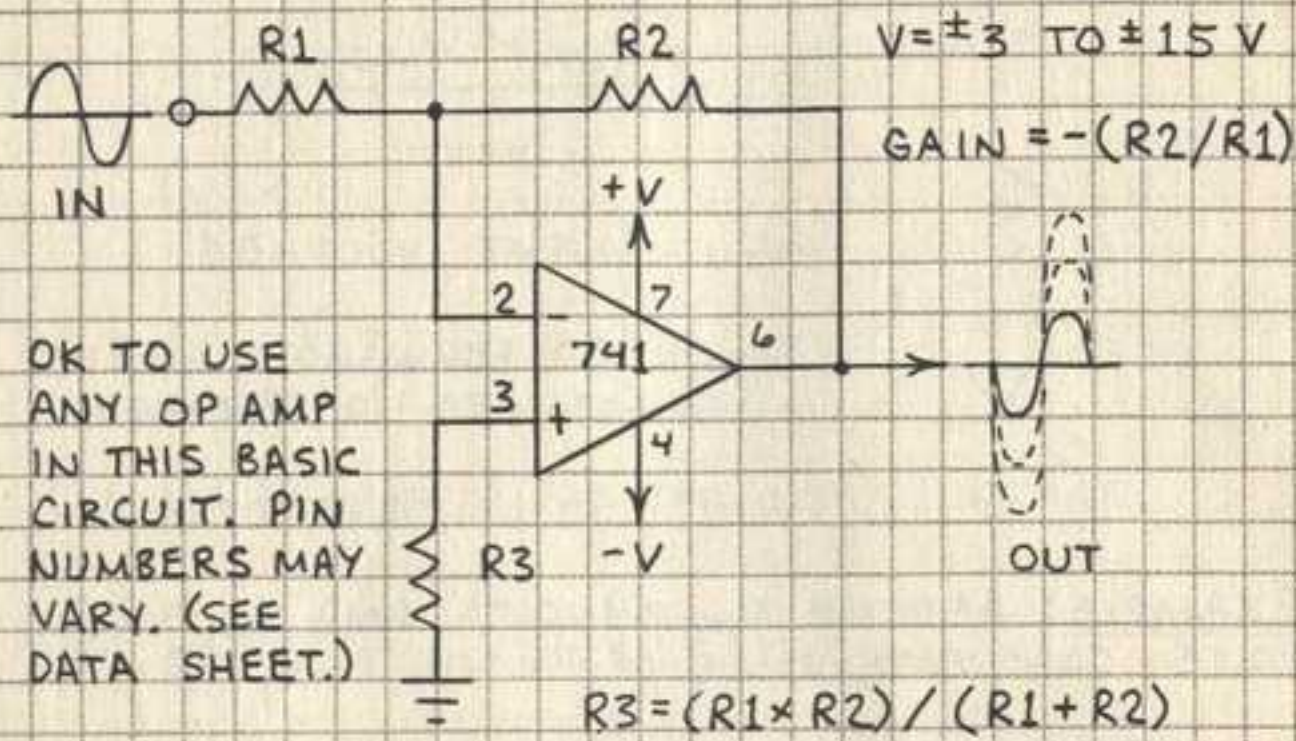 R1
R2
V=±3 TO ±15 V
GAIN = -(R2/R1)
IN
+V
2
-
7
741
6
3
+
4
-V
R3
OUT
OK TO USE
ANY OP AMP
IN THIS BASIC
CIRCUIT. PIN
NUMBERS MAY
VARY. (SEE
DATA SHEET.)
R3=(R1×R2)/(R1+R2)